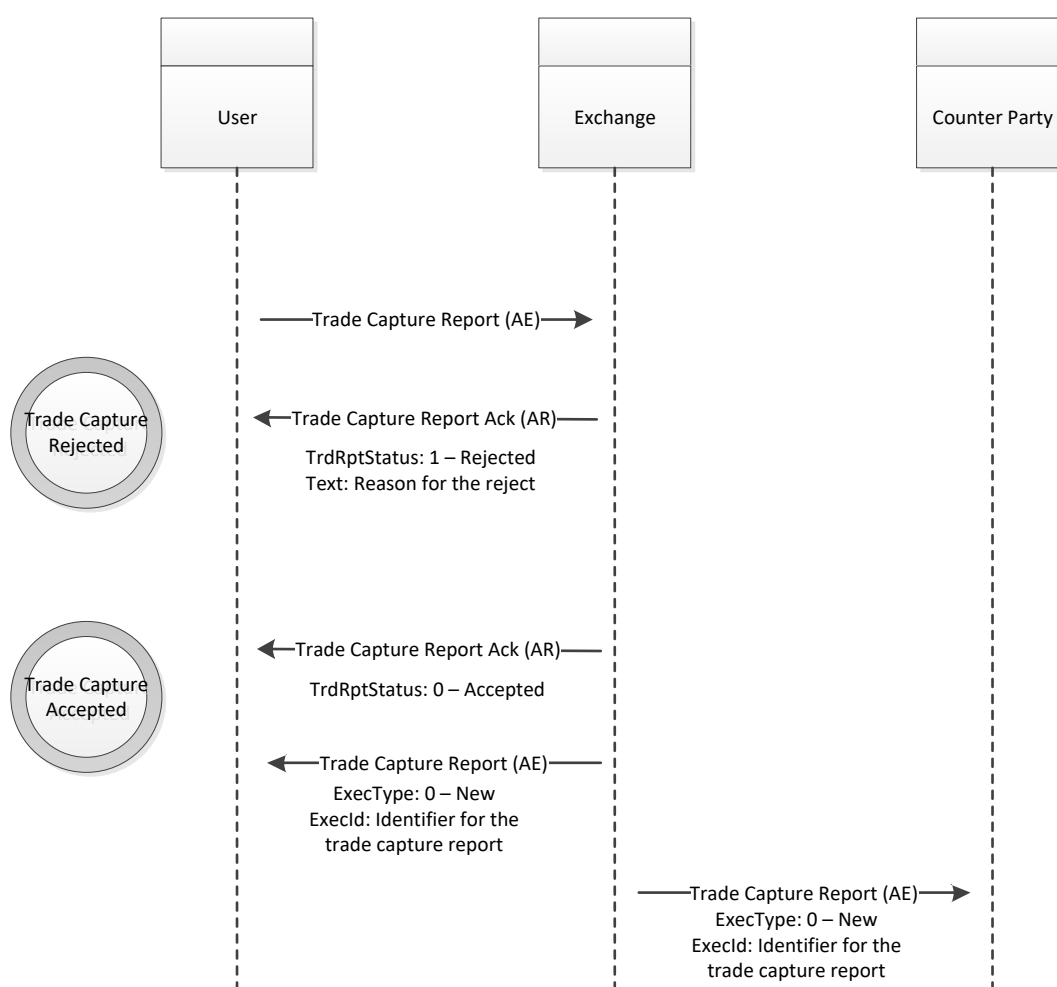 User
Exchange
Counter Party
Trade Capture Report (AE)
Trade Capture
Rejected
Trade Capture Report Ack (AR)
TrdRptStatus: 1 – Rejected
Text: Reason for the reject
Trade Capture
Accepted
Trade Capture Report Ack (AR)
TrdRptStatus: 0 – Accepted
Trade Capture Report (AE)
ExecType: 0 – New
ExecId: Identifier for the
trade capture report
Trade Capture Report (AE)
ExecType: 0 – New
ExecId: Identifier for the
trade capture report